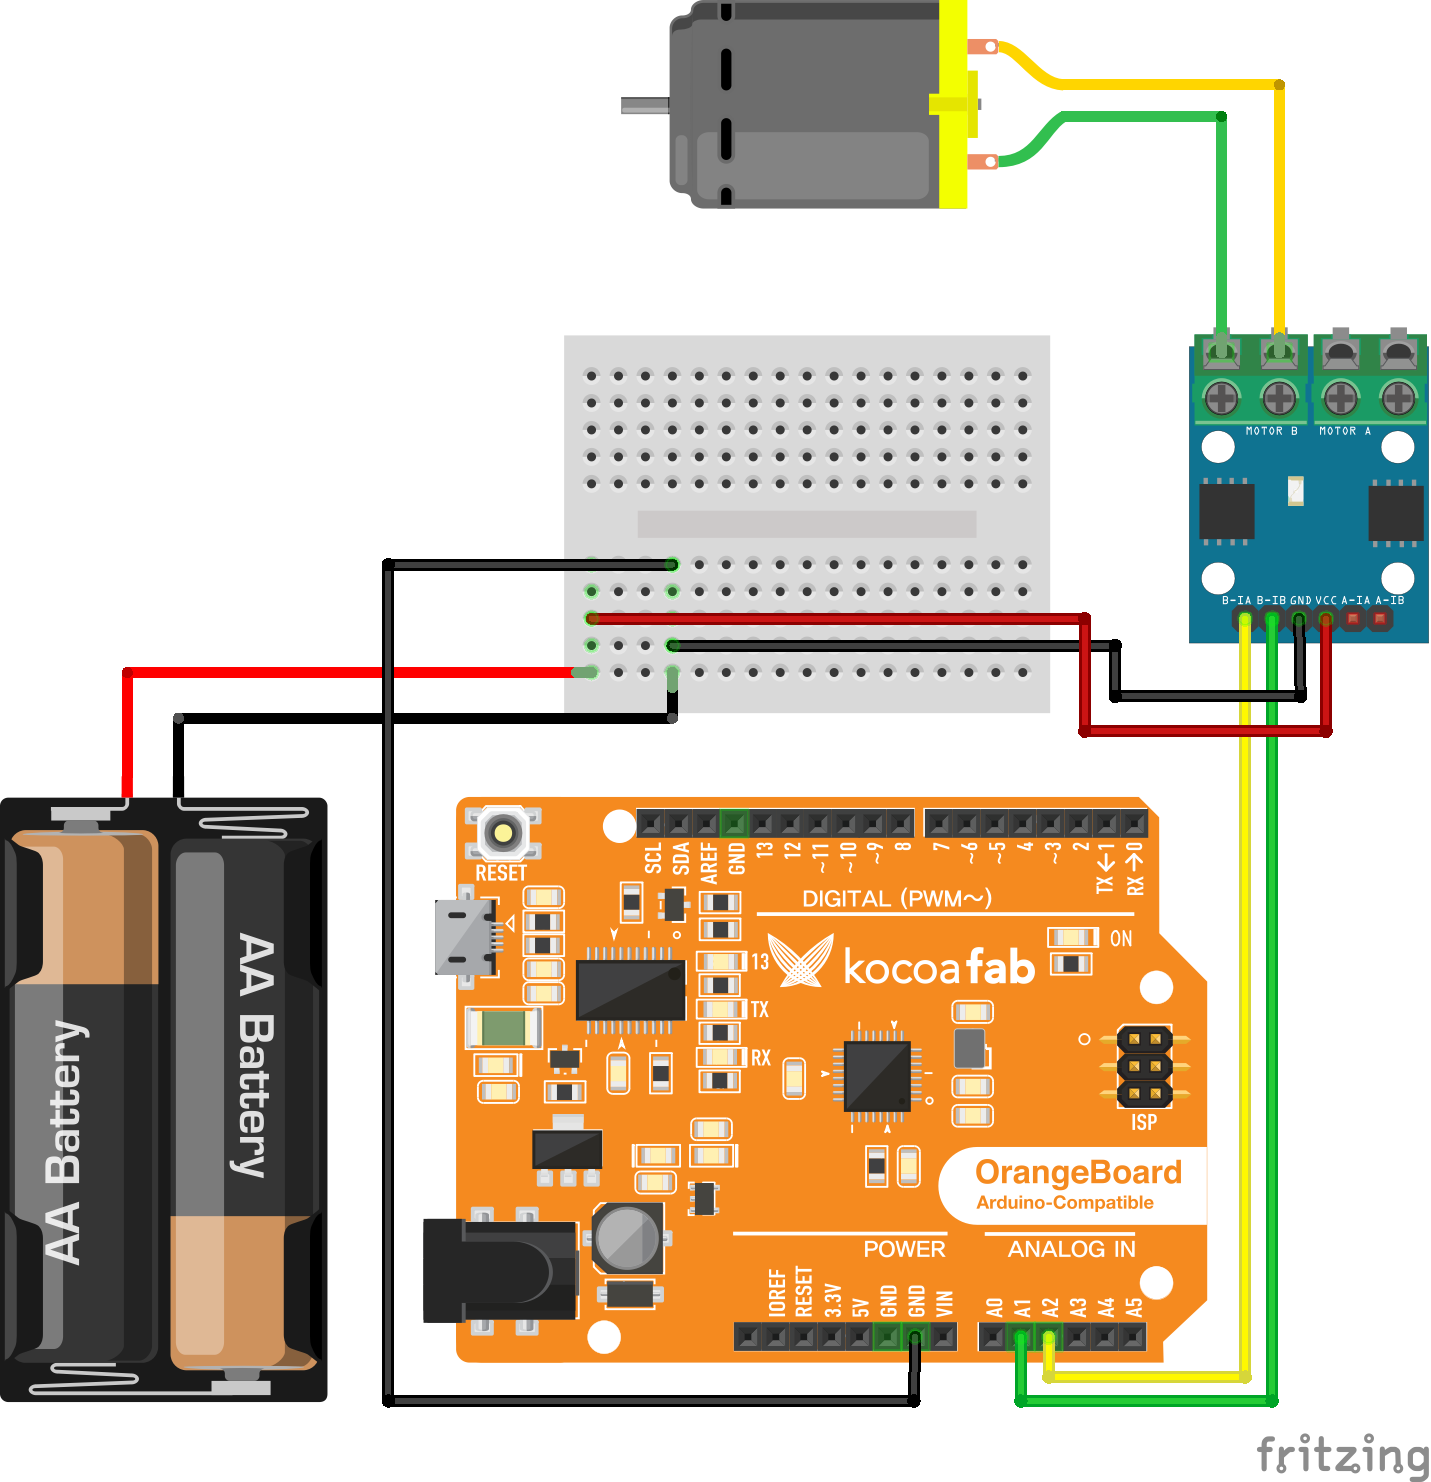 MOTOR B
MOTOR A
B-IA
B-IB
GND
VCC
A-IA
A-IB
RESET
SCL
SDA
AREF
GND
13
12
~11
~10
~9
8
7
~6
~5
4
~3
2
TX→1
RX→0
DIGITAL (PWM~)
13
kocoafab
ON
TX
RX
AA Battery
AA Battery
ISP
OrangeBoard
Arduino-Compatible
POWER
ANALOG IN
IOREF
RESET
3.3V
5V
GND
GND
VIN
A0
A1
A2
A3
A4
A5
fritzing